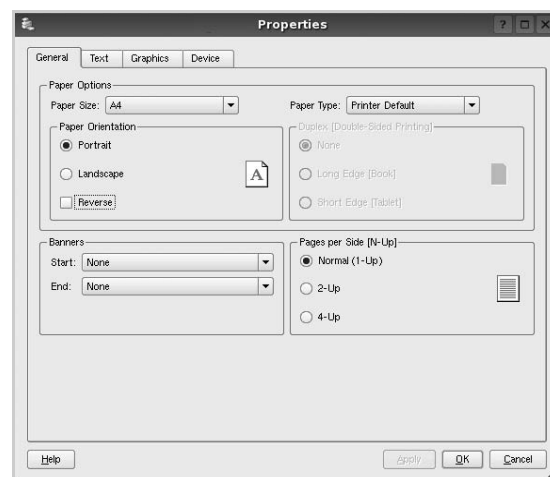 Properties
General Text Graphics Device
Paper Options
Paper Size: A4
Paper Type: Printer Default
Paper Orientation
Portrait
Landscape
Reverse
A
Duplex [Double-Sided Printing]
None
Long Edge [Book]
Short Edge [Tablet]
Banners
Start: None
End: None
Pages per Side [N-Up]
Normal (1-Up)
2-Up
4-Up
Help Apply OK Cancel